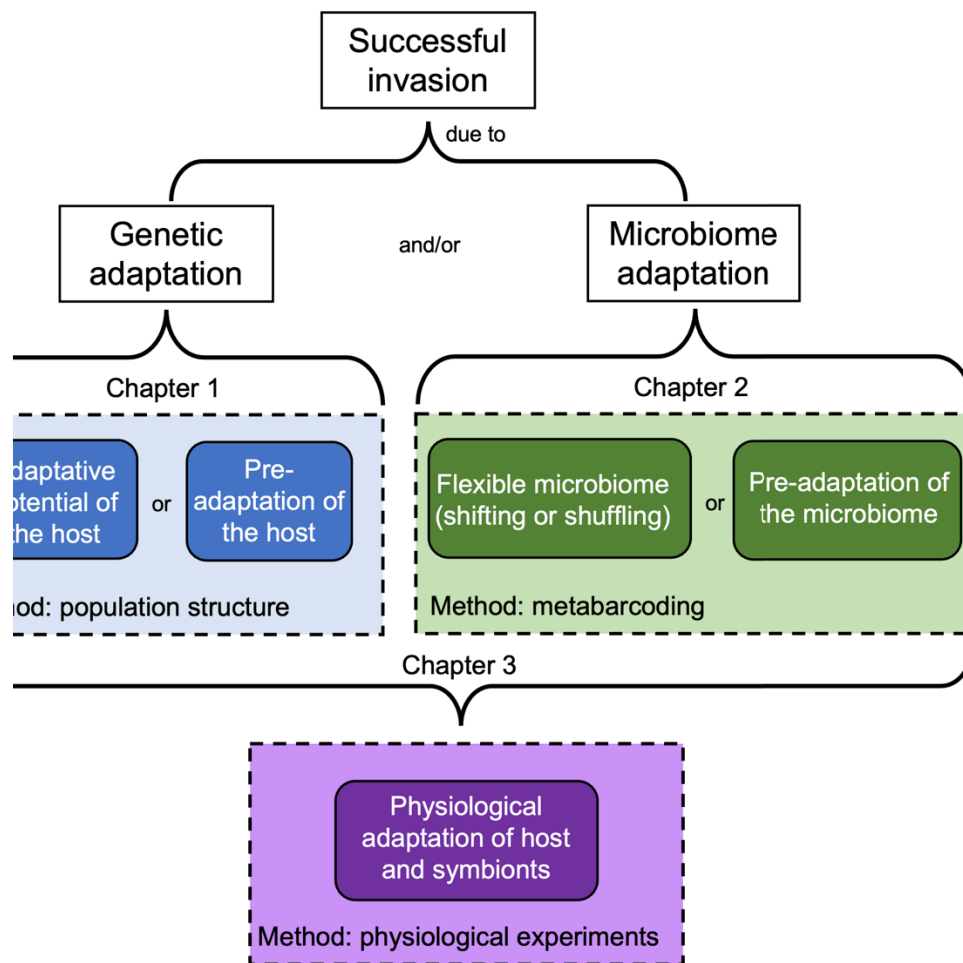 Successful
invasion
due to
Genetic
adaptation
and/or
Microbiome
adaptation
Chapter 1
daptative
otential of
the host
or
Pre-
adaptation of
the host
od: population structure
Chapter 2
Flexible microbiome
(shifting or shuffling)
or
Pre-adaptation of
the microbiome
Method: metabarcoding
Chapter 3
Physiological
adaptation of host
and symbionts
Method: physiological experiments